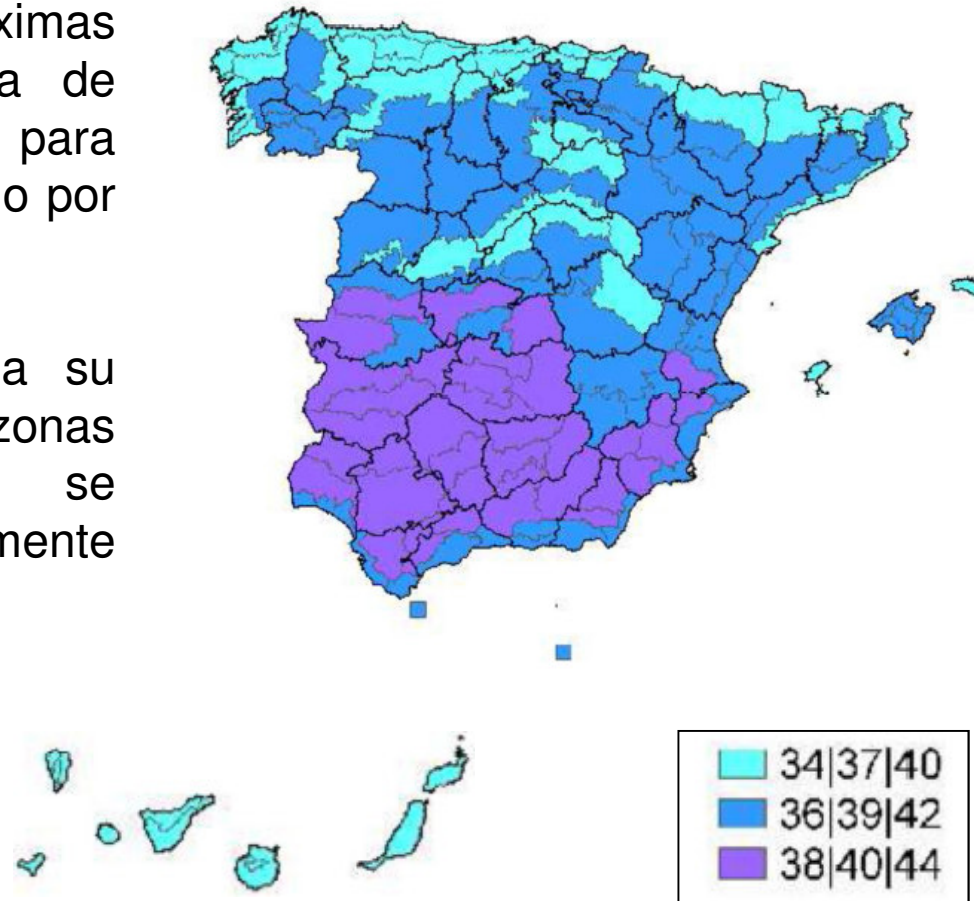 ximas
a de
para
o por
a su
zonas
se
mente
34|37|40
36|39|42
38|40|44